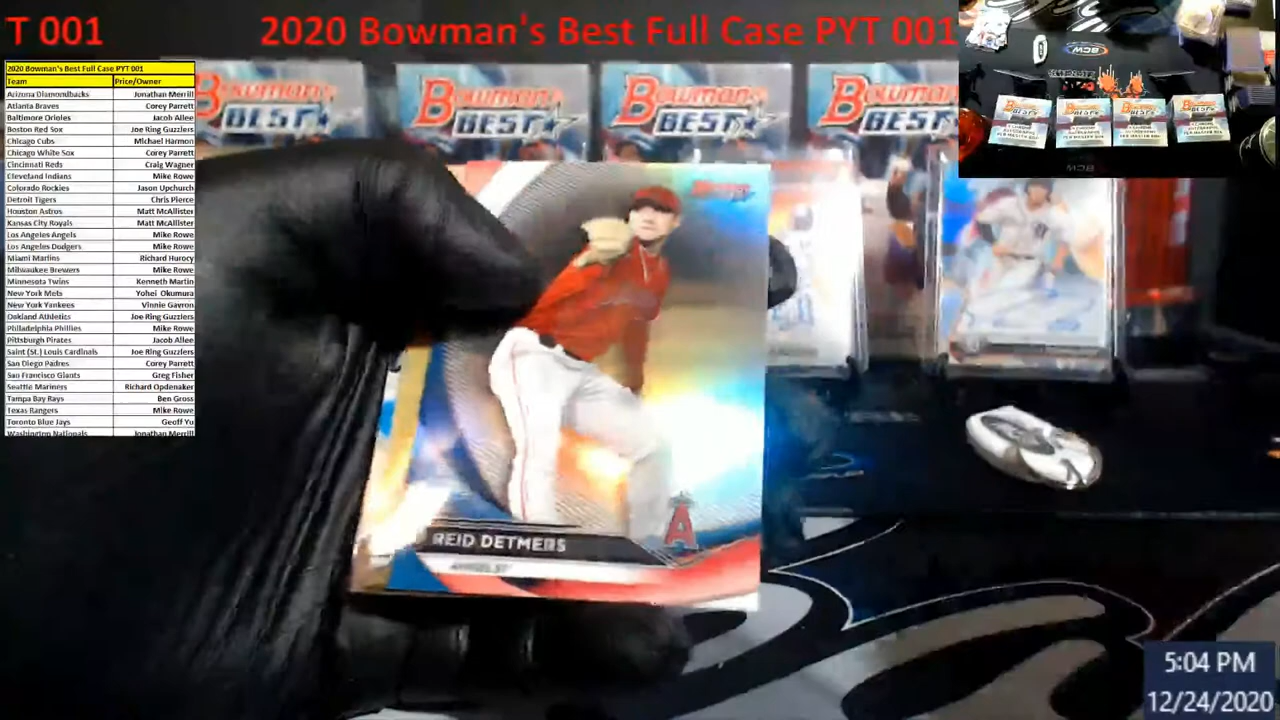 T 001
2020 Bowman's Best Full Case PYT 001
2020 Bowman's Best Full Case PYT 001
Team Price/Owner
Arizona Diamondbacks Jonathan Merrill
Atlanta Braves Corey Parrett
Baltimore Orioles Jacob Allee
Boston Red Sox Joe Ring Guzzlers
Chicago Cubs Michael Harmon
Chicago White Sox Corey Parrett
Cincinnati Reds Craig Wagner
Cleveland Indians Mike Rowe
Colorado Rockies Jason Upchurch
Detroit Tigers Chris Pierce
Houston Astros Matt McAllister
Kansas City Royals Matt McAllister
Los Angeles Angels Mike Rowe
Los Angeles Dodgers Mike Rowe
Miami Marlins Richard Hurocy
Milwaukee Brewers Mike Rowe
Minnesota Twins Kenneth Martin
New York Mets Yohei Okumura
New York Yankees Vinnie Gavron
Oakland Athletics Joe Ring Guzzlers
Philadelphia Phillies Mike Rowe
Pittsburgh Pirates Jacob Allee
Saint (St.) Louis Cardinals Joe Ring Guzzlers
San Diego Padres Corey Parrett
San Francisco Giants Greg Fisher
Seattle Mariners Richard Opdenaker
Tampa Bay Rays Ben Gross
Texas Rangers Mike Rowe
Toronto Blue Jays Geoff Yu
Washington Nationals Jonathan Merrill
BOWMAN'S BEST
BOWMAN'S BEST
BOWMAN'S BEST
BOWMAN'S BEST
BCW
REID DETMERS
ANGELS
A
5:04 PM
12/24/2020